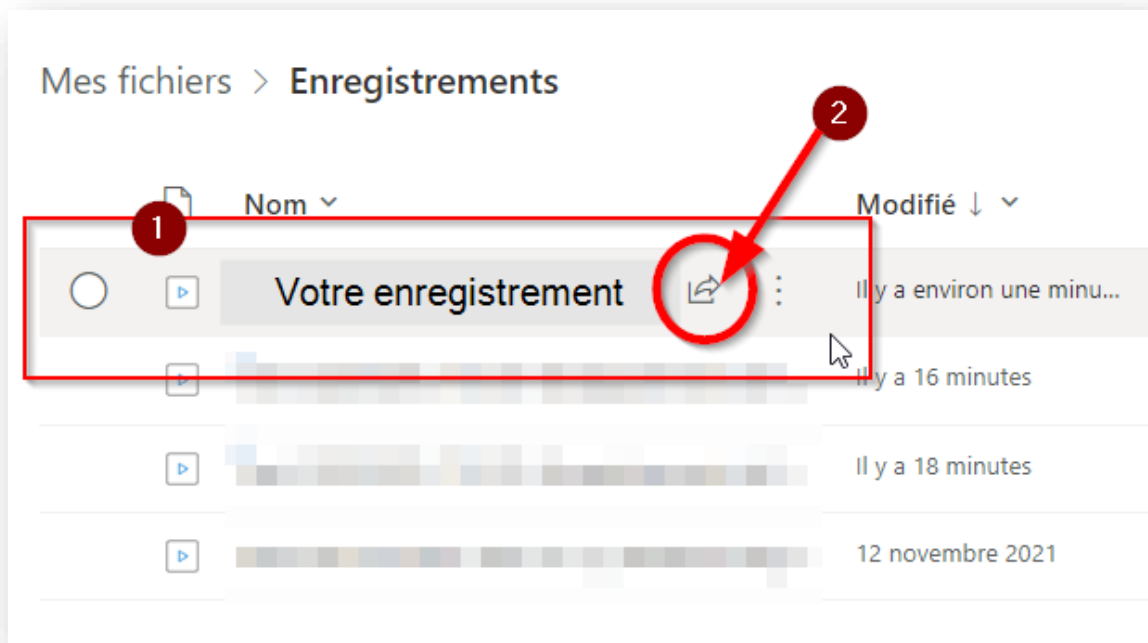 Mes fichiers > Enregistrements
2
Nom
Modifié ↓
1
Votre enregistrement
Il y a environ une minu...
Il y a 16 minutes
Il y a 18 minutes
12 novembre 2021